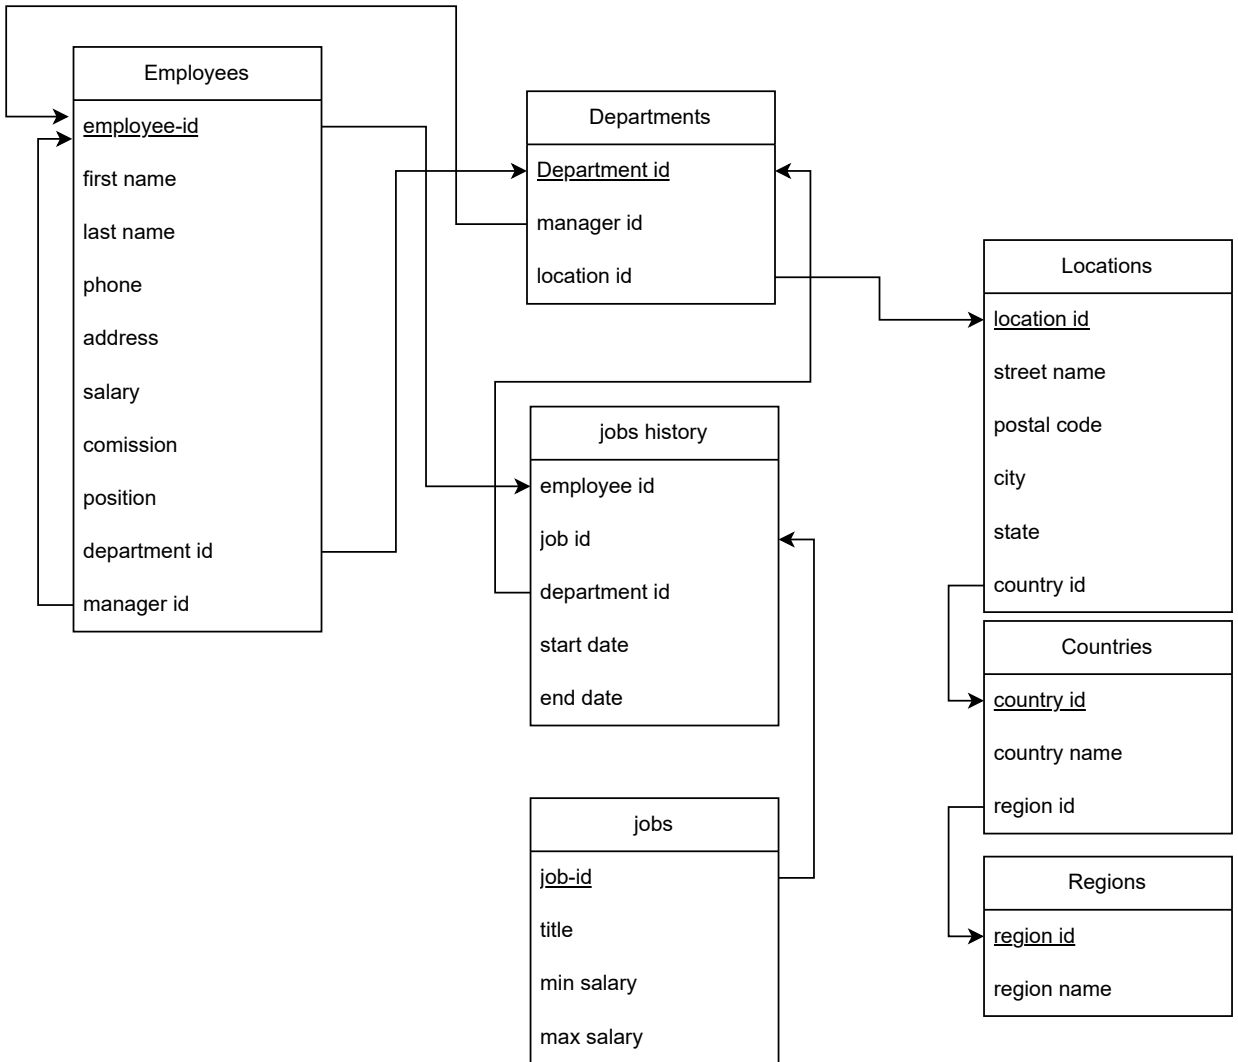 Employees
employee-id
first name
last name
phone
address
salary
comission
position
department id
manager id
Departments
Department id
manager id
location id
jobs history
employee id
job id
department id
start date
end date
jobs
job-id
title
min salary
max salary
Locations
location id
street name
postal code
city
state
country id
Countries
country id
country name
region id
Regions
region id
region name